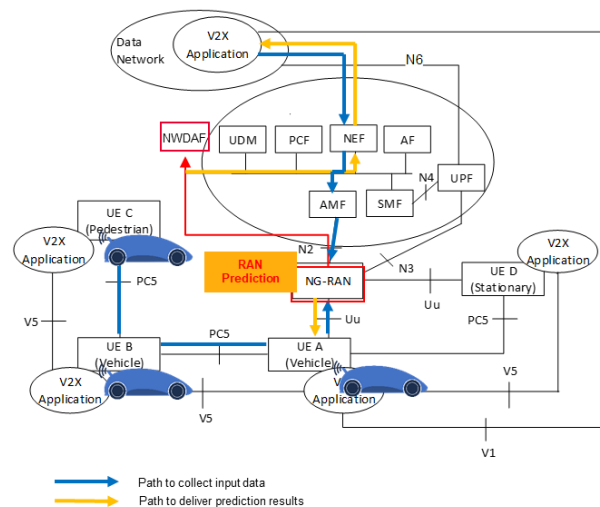 Data
Network
V2X
Application
N6
NWDAF
UDM
PCF
NEF
AF
N4
UPF
AMF
SMF
UE C
(Pedestrian)
V2X
Application
N2
RAN
Prediction
NG-RAN
N3
V2X
Application
UE D
(Stationary)
PC5
Uu
Uu
V5
PC5
PC5
UE B
(Vehicle)
UE A
(Vehicle)
V2X
Application
V5
Application
V5
V1
Path to collect input data
Path to deliver prediction results